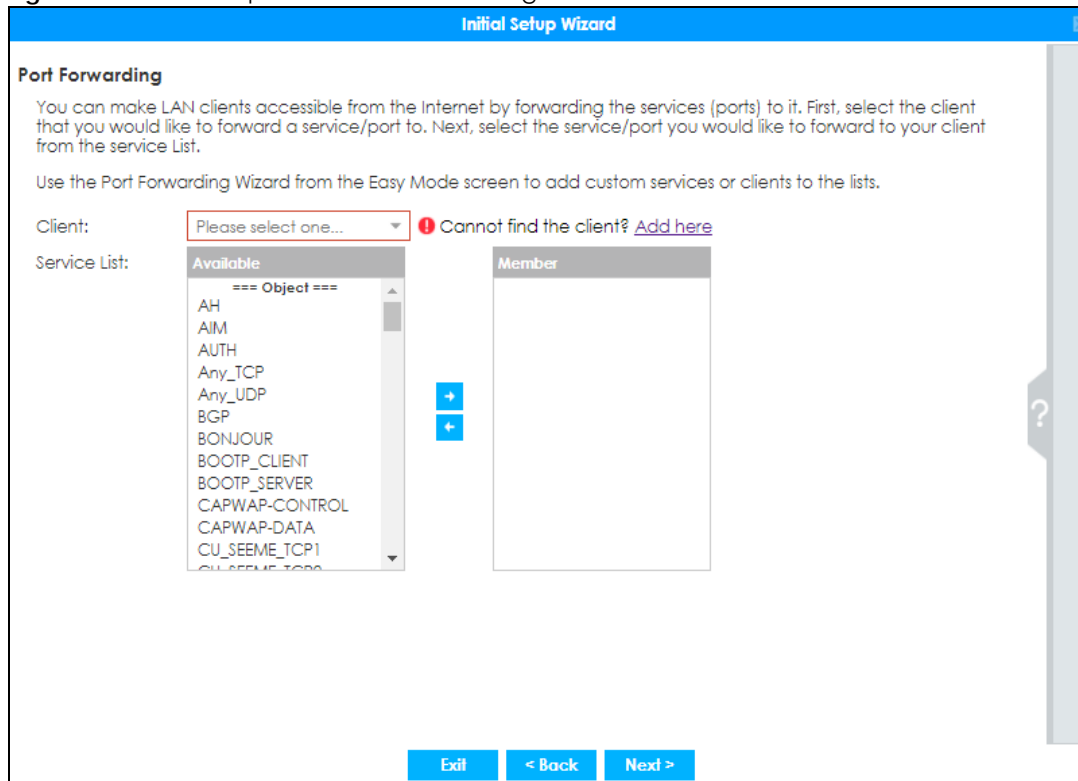 Initial Setup Wizard
Port Forwarding
You can make LAN clients accessible from the Internet by forwarding the services (ports) to it. First, select the client
that you would like to forward a service/port to. Next, select the service/port you would like to forward to your client
from the service List.
Use the Port Forwarding Wizard from the Easy Mode screen to add custom services or clients to the lists.
Client: Please select one... Cannot find the client? Add here
Service List: Available Member
=== Object ===
AH
AIM
AUTH
Any_TCP
Any_UDP
BGP
BONJOUR
BOOTP_CLIENT
BOOTP_SERVER
CAPWAP-CONTROL
CAPWAP-DATA
CU_SEEME_TCP1
?
Exit < Back Next >